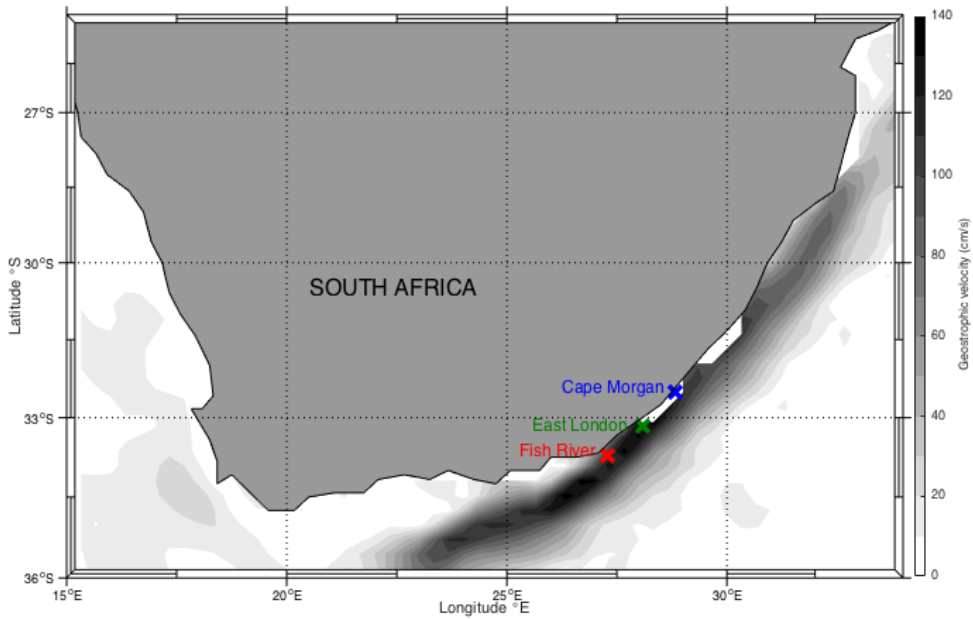 140
120
100
80
60
40
20
0
Geostrophic velocity (cm/s)
27°S
30°S
33°S
36°S
Latitude °S
SOUTH AFRICA
Cape Morgan
East London
Fish River
15°E
20°E
25°E
30°E
Longitude °E